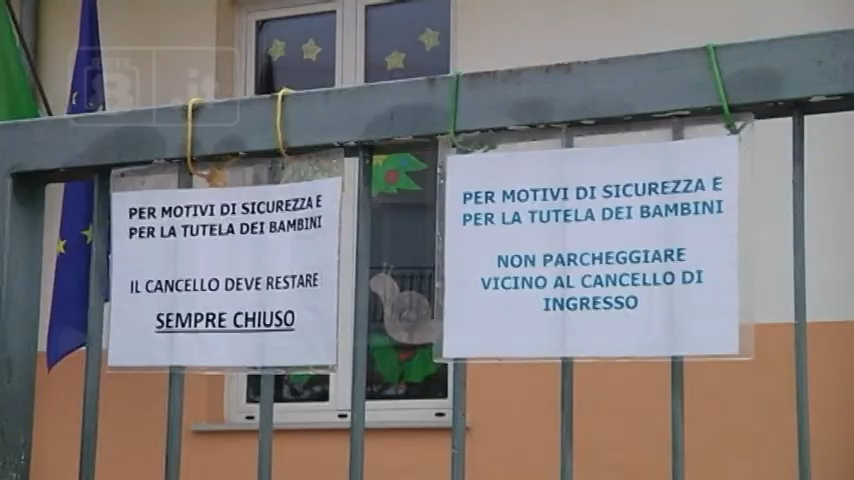 B it
PER MOTIVI DI SICUREZZA E
PER LA TUTELA DEI BAMBINI
IL CANCELLO DEVE RESTARE
SEMPRE CHIUSO
PER MOTIVI DI SICUREZZA E
PER LA TUTELA DEI BAMBINI
NON PARCHEGGIARE
VICINO AL CANCELLO DI
INGRESSO